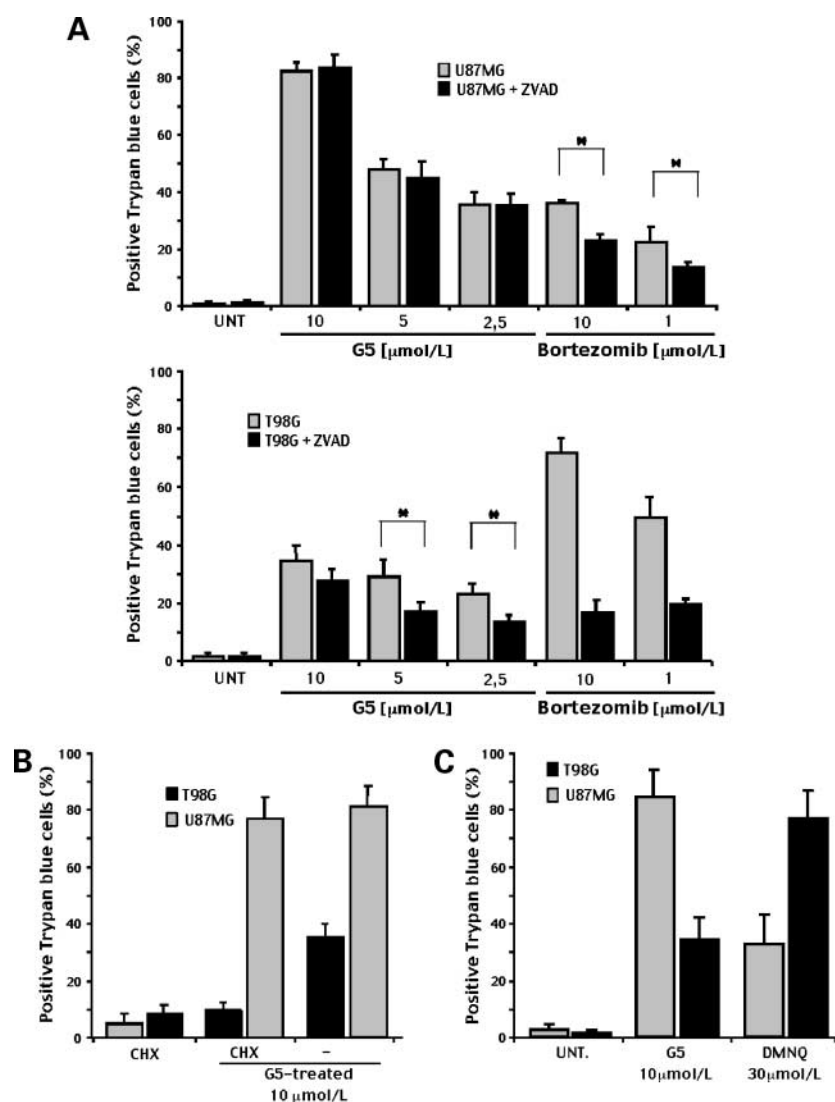 A
Positive Trypan blue cells (%)
100
80
60
40
20
0
U87MG
U87MG + ZVAD
*
*
UNT
10
5
2,5
10
1
G5 [μmol/L]
Bortezomib [μmol/L]
Positive Trypan blue cells (%)
100
80
60
40
20
0
T98G
T98G + ZVAD
*
*
UNT
10
5
2,5
10
1
G5 [μmol/L]
Bortezomib [μmol/L]
B
Positive Trypan blue cells (%)
100
80
60
40
20
0
T98G
U87MG
CHX
CHX
–
G5-treated
10 μmol/L
C
Positive Trypan blue cells (%)
100
80
60
40
20
0
T98G
U87MG
UNT.
G5
10μmol/L
DMNQ
30μmol/L